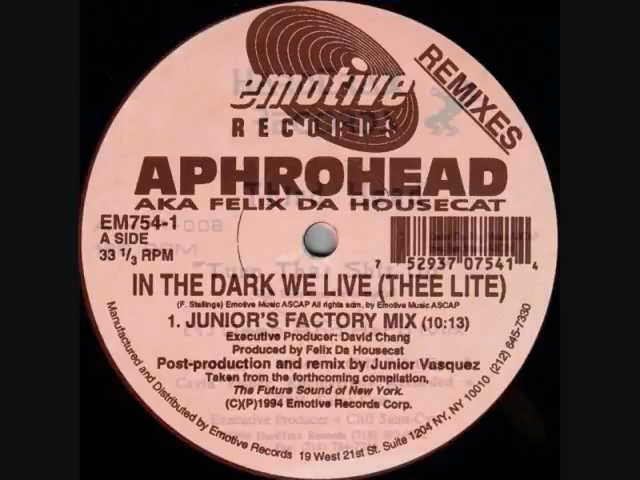 emotive
RECORDS
REMIXES
APHROHEAD
AKA FELIX DA HOUSECAT
EM754-1
A SIDE
33 1/3 RPM
7 52937 07541 4
IN THE DARK WE LIVE (THEE LITE)
(F. Stallings) Emotive Music ASCAP All rights adm. by Emotive Music ASCAP
1. JUNIOR'S FACTORY MIX (10:13)
Executive Producer: David Chang
Produced by Felix Da Housecat
Post-production and remix by Junior Vasquez
Taken from the forthcoming compilation,
The Future Sound of New York.
(C)(P)1994 Emotive Records Corp.
Manufactured and Distributed by Emotive Records 19 West 21st St. Suite 1204 NY, NY 10010 (212) 645-7330